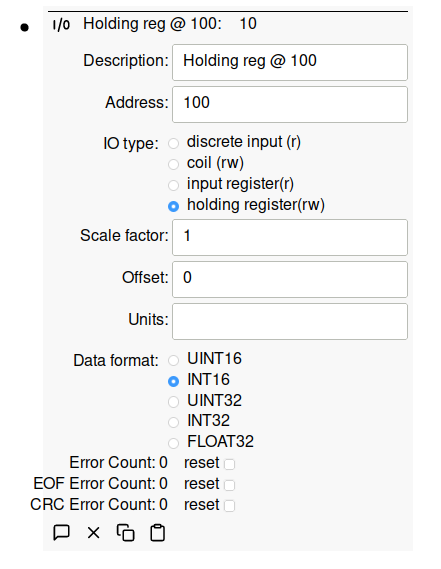 I/O Holding reg @ 100: 10
Description: Holding reg @ 100
Address: 100
IO type: discrete input (r)
coil (rw)
input register(r)
holding register(rw)
Scale factor: 1
Offset: 0
Units:
Data format: UINT16
INT16
UINT32
INT32
FLOAT32
Error Count: 0 reset
EOF Error Count: 0 reset
CRC Error Count: 0 reset